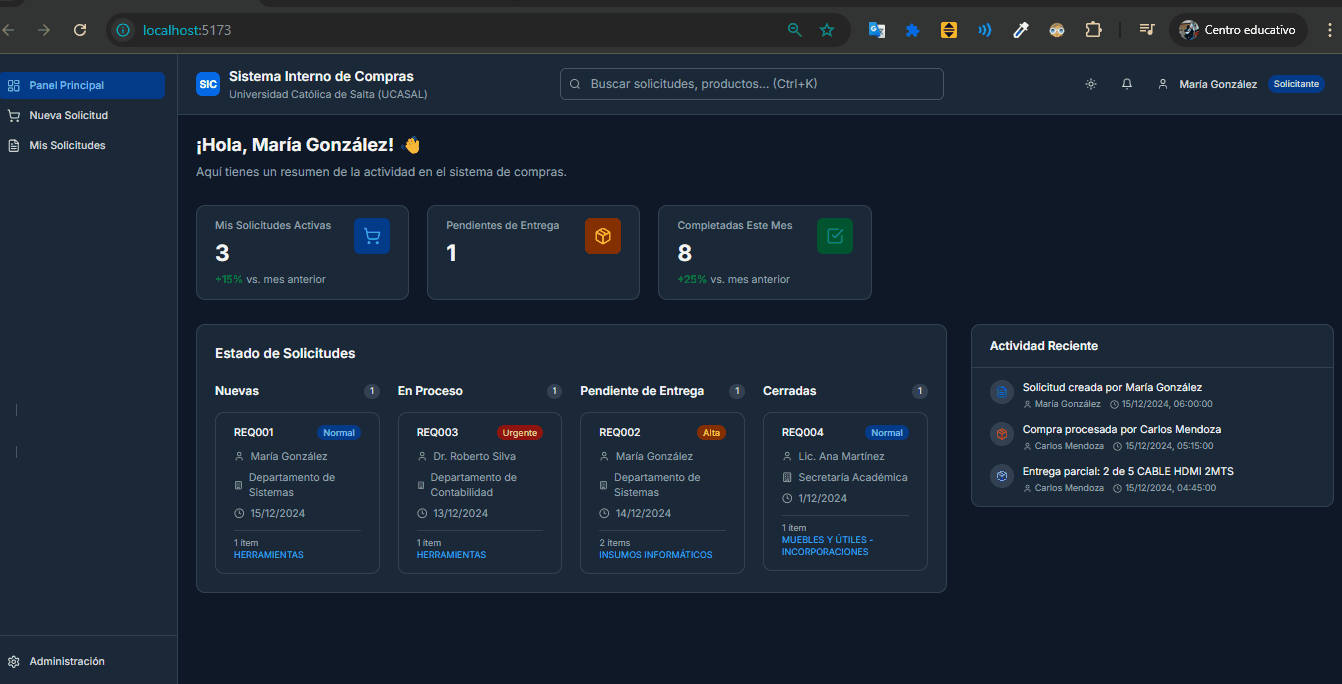 localhost:5173
Centro educativo
Panel Principal
Nueva Solicitud
Mis Solicitudes
Administración
SIC
Sistema Interno de Compras
Universidad Católica de Salta (UCASAL)
Buscar solicitudes, productos... (Ctrl+K)
María González
Solicitante
¡Hola, María González! 👋
Aquí tienes un resumen de la actividad en el sistema de compras.
Mis Solicitudes Activas
3
+15% vs. mes anterior
Pendientes de Entrega
1
Completadas Este Mes
8
+25% vs. mes anterior
Estado de Solicitudes
Nuevas
1
REQ001
Normal
María González
Departamento de
Sistemas
15/12/2024
1 ítem
HERRAMIENTAS
En Proceso
1
REQ003
Urgente
Dr. Roberto Silva
Departamento de
Contabilidad
13/12/2024
1 ítem
HERRAMIENTAS
Pendiente de Entrega
1
REQ002
Alta
María González
Departamento de
Sistemas
14/12/2024
2 ítems
INSUMOS INFORMÁTICOS
Cerradas
1
REQ004
Normal
Lic. Ana Martínez
Secretaría Académica
1/12/2024
1 ítem
MUEBLES Y ÚTILES -
INCORPORACIONES
Actividad Reciente
Solicitud creada por María González
María González 15/12/2024, 06:00:00
Compra procesada por Carlos Mendoza
Carlos Mendoza 15/12/2024, 05:15:00
Entrega parcial: 2 de 5 CABLE HDMI 2MTS
Carlos Mendoza 15/12/2024, 04:45:00